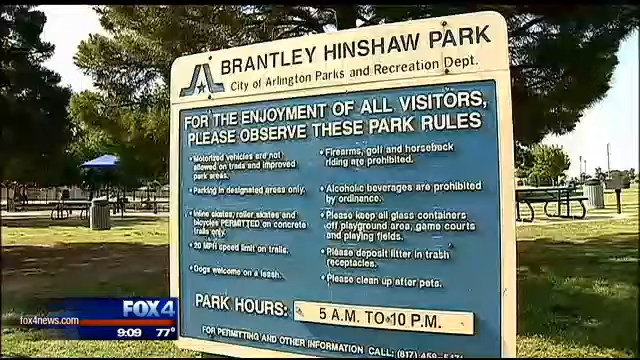 BRANTLEY HINSHAW PARK
City of Arlington Parks and Recreation Dept.
FOR THE ENJOYMENT OF ALL VISITORS,
PLEASE OBSERVE THESE PARK RULES
• Motorized vehicles are not
allowed on trails and improved
park areas.
• Parking in designated areas only.
• Inline skates, roller skates and
bicycles PERMITTED on concrete
trails only.
• 20 MPH speed limit on trails.
• Dogs welcome on a leash.
• Firearms, golf and horseback
riding are prohibited.
• Alcoholic beverages are prohibited
by ordinance.
• Please keep all glass containers
off playground area, game courts
and playing fields.
• Please deposit litter in trash
receptacles.
• Please clean up after pets.
PARK HOURS: 5 A.M. TO 10 P.M.
FOR PERMITTING AND OTHER INFORMATION CALL: (817)
FOX 4
fox4news.com
9:09 77°